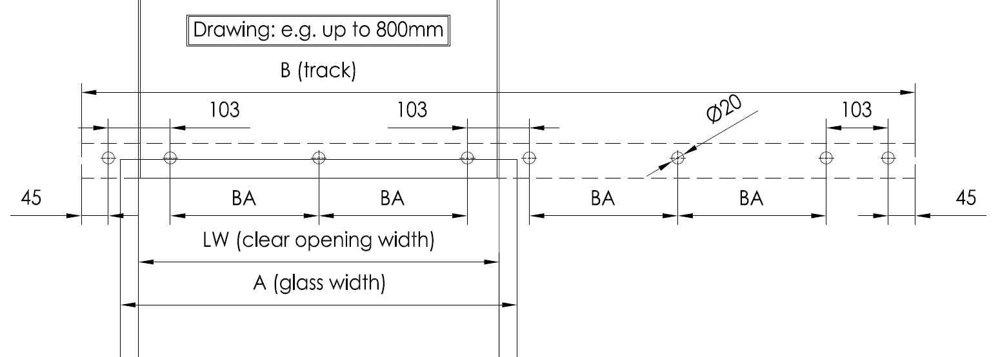 Drawing: e.g. up to 800mm
B (track)
103
103
Ø20
103
45
BA
BA
BA
BA
45
LW (clear opening width)
A (glass width)